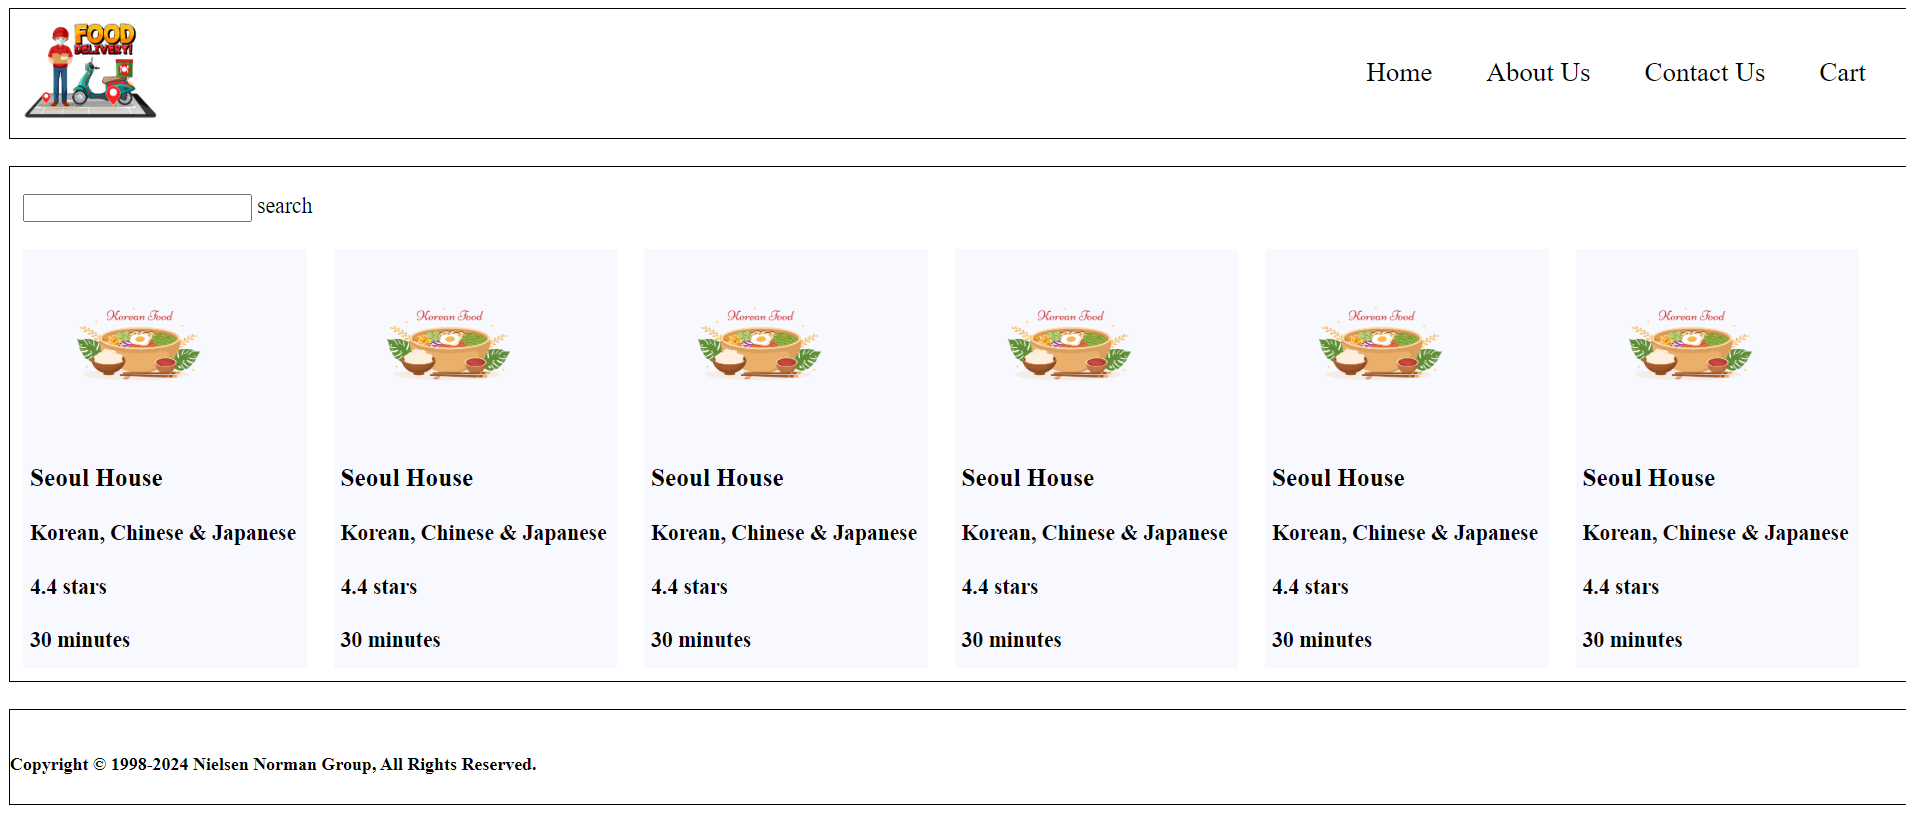 FOOD
DELIVERY!
Home About Us Contact Us Cart
search
Korean Food Korean Food Korean Food Korean Food Korean Food Korean Food
Seoul House Seoul House Seoul House Seoul House Seoul House Seoul House
Korean, Chinese & Japanese Korean, Chinese & Japanese Korean, Chinese & Japanese Korean, Chinese & Japanese Korean, Chinese & Japanese Korean, Chinese & Japanese
4.4 stars 4.4 stars 4.4 stars 4.4 stars 4.4 stars 4.4 stars
30 minutes 30 minutes 30 minutes 30 minutes 30 minutes 30 minutes
Copyright © 1998-2024 Nielsen Norman Group, All Rights Reserved.